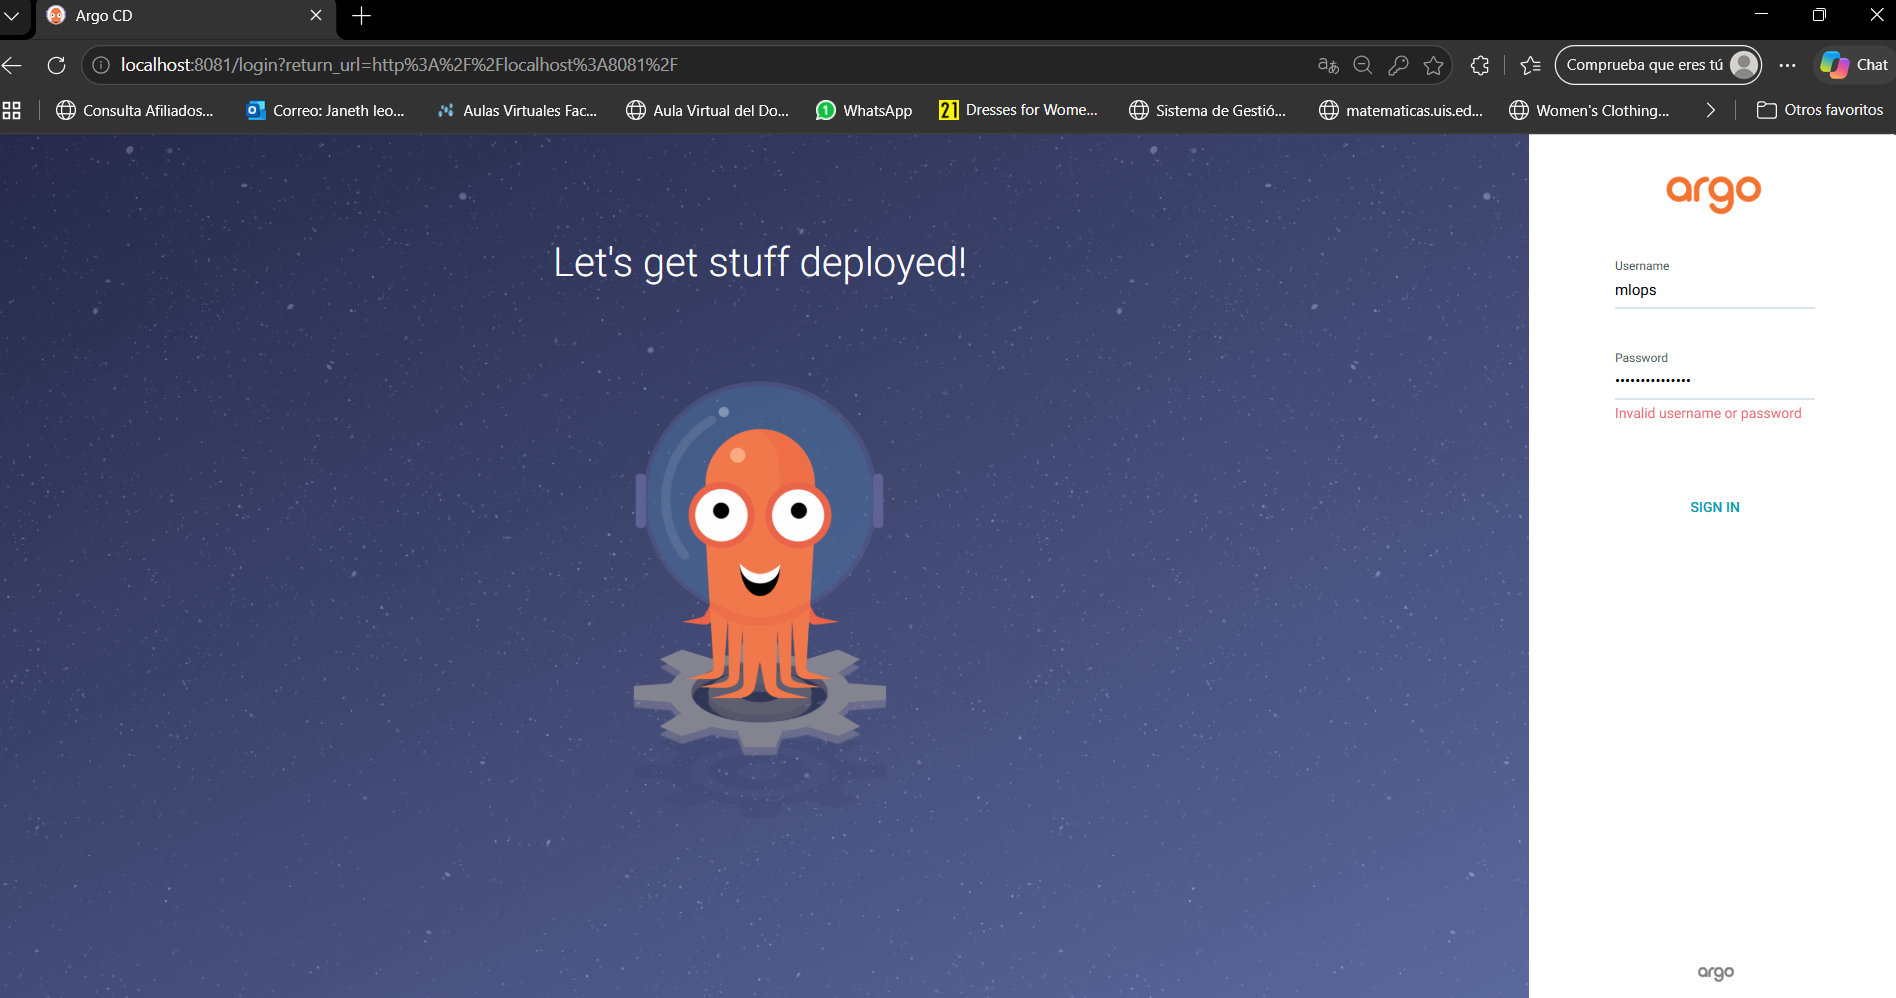 Argo CD
localhost:8081/login?return_url=http%3A%2F%2Flocalhost%3A8081%2F
Comprueba que eres tú
Chat
Consulta Afiliados...
Correo: Janeth leo...
Aulas Virtuales Fac...
Aula Virtual del Do...
WhatsApp
Dresses for Wome...
Sistema de Gestió...
matematicas.uis.ed...
Women's Clothing...
Otros favoritos
Let's get stuff deployed!
argo
Username
mlops
Password
•••••••••••••••
Invalid username or password
SIGN IN
argo